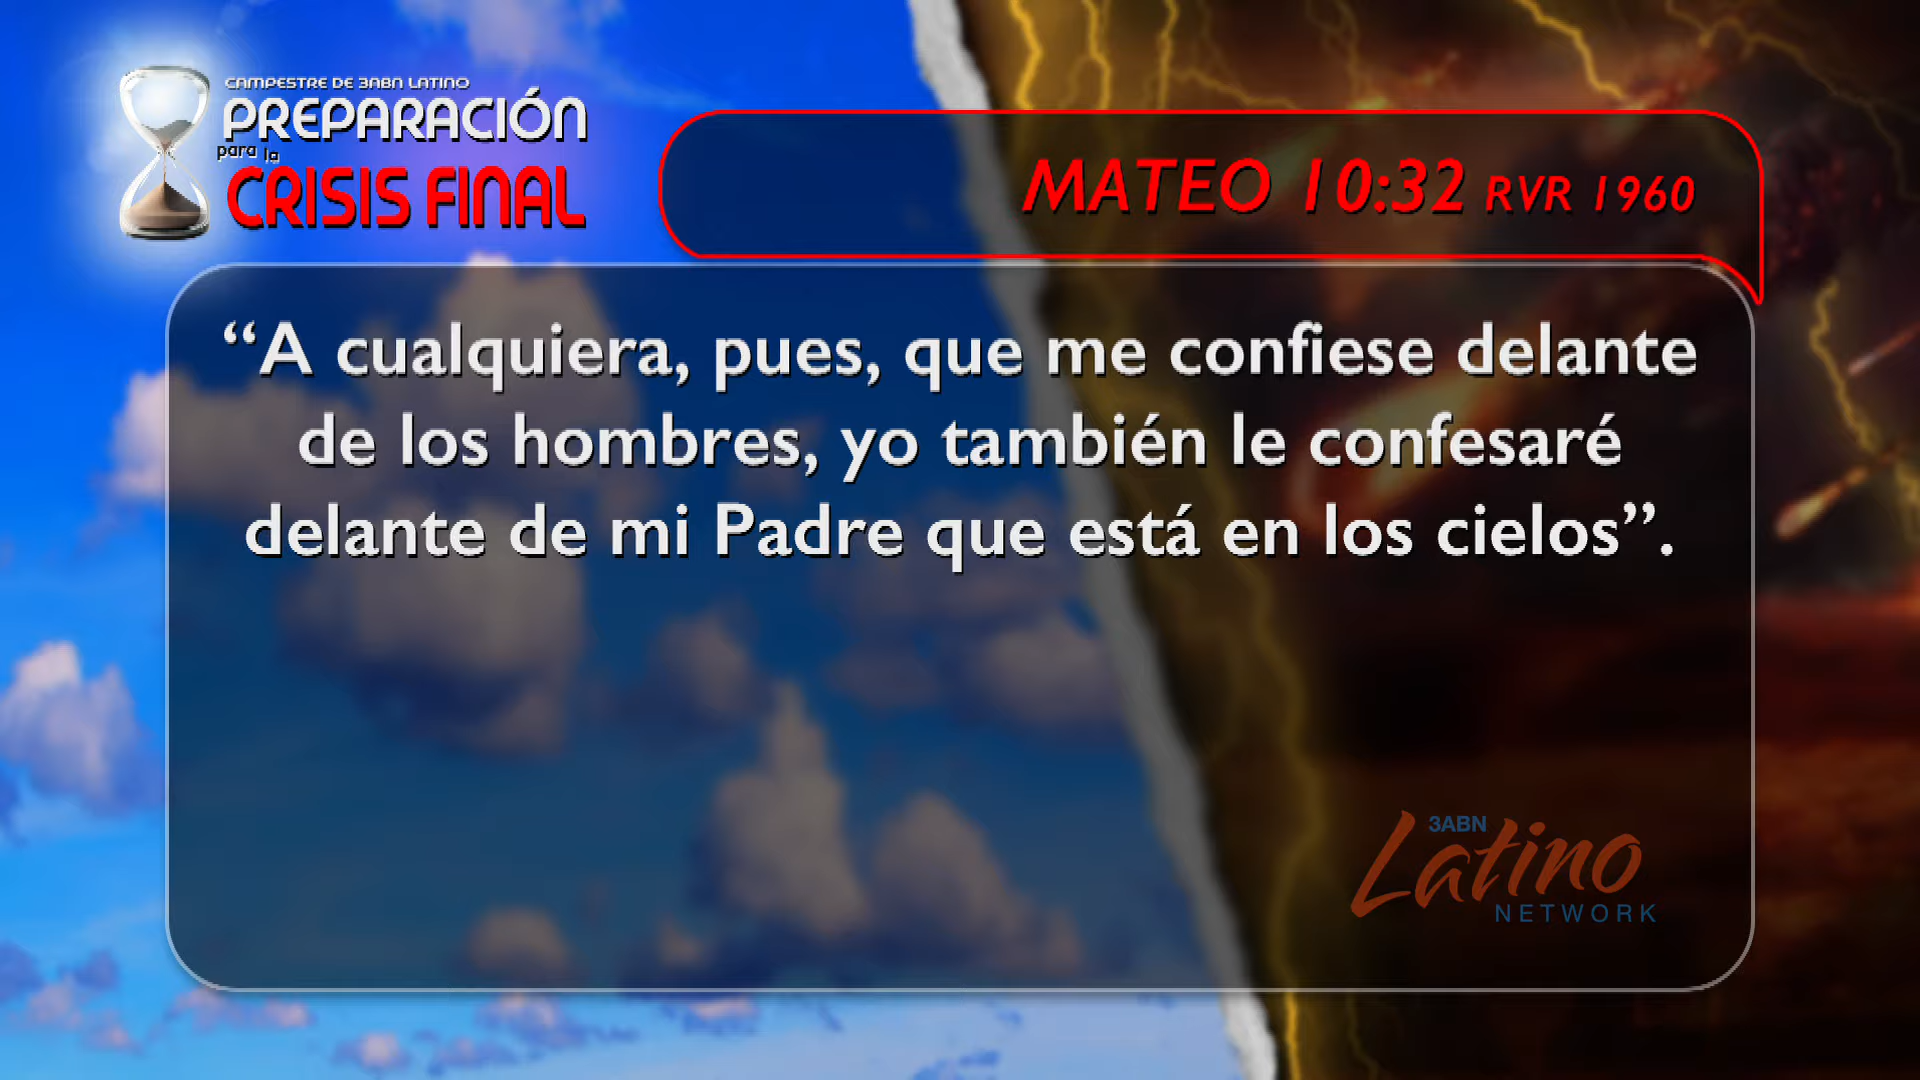 CAMPESTRE DE 3ABN LATINO
PREPARACIÓN
para la
CRISIS FINAL
MATEO 10:32 RVR 1960
“A cualquiera, pues, que me confiese delante
de los hombres, yo también le confesaré
delante de mi Padre que está en los cielos”.
3ABN
Latino
NETWORK